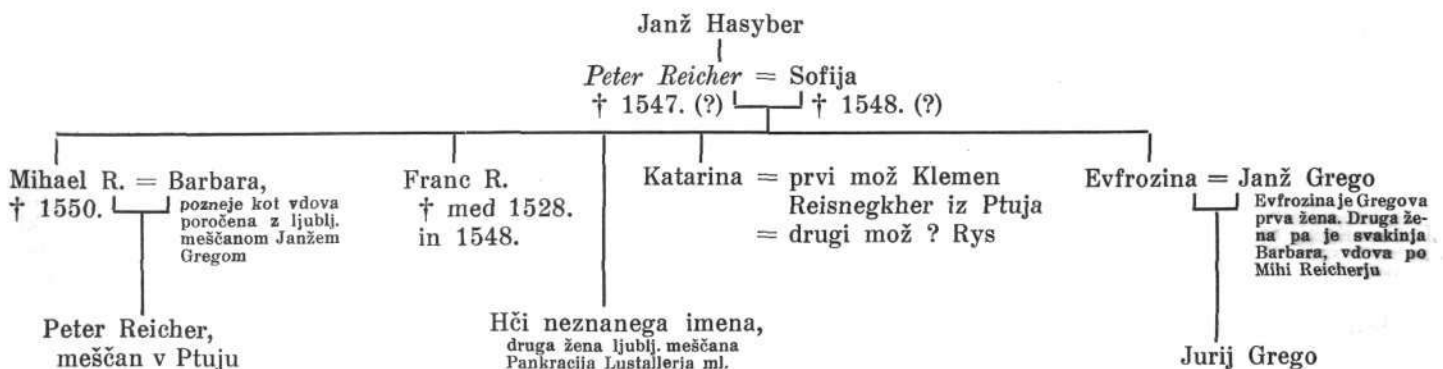 Janž Hasyber
Peter Reicher = Sofija
† 1547. (?) † 1548. (?)
Mihael R. = Barbara,
† 1550.
pozneje kot vdova
poročena z ljublj.
meščanom Janžem
Gregom
Franc R.
† med 1528.
in 1548.
Katarina = prvi mož Klemen
Reisnegkher iz Ptuja
= drugi mož ? Rys
Evfrozina = Janž Grego
Evfrozina je Gregova
prva žena. Druga že-
na pa je svakinja
Barbara, vdova po
Mihi Reicherju
Peter Reicher,
meščan v Ptuju
Hči neznanega imena,
druga žena ljublj. meščana
Pankracija Lustallerja ml.
Jurij Grego